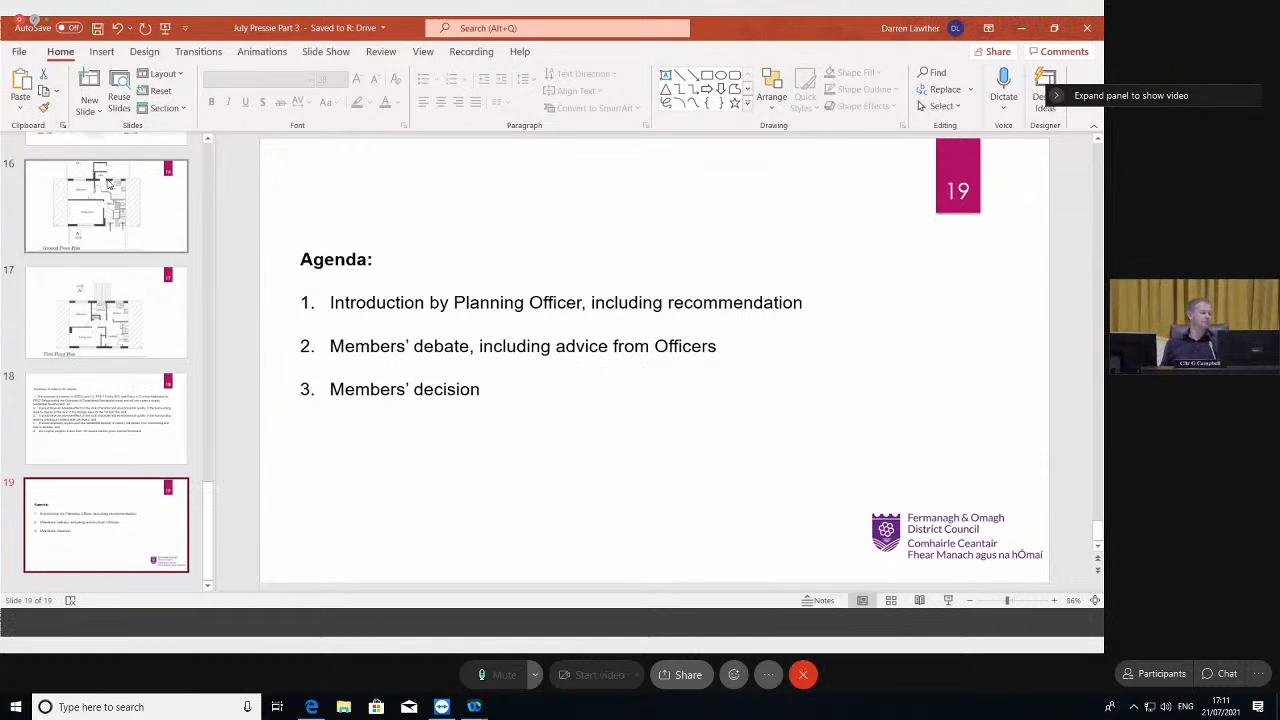 AutoSave Off
July Pressie Part 3 - Saved to R: Drive
Search (Alt+Q)
Darren Lawther DL
File Home Insert Design Transitions Animations Slide Show Review View Recording Help
Share Comments
Paste
New Slide
Reuse Slides
Layout
Reset
Section
Text Direction
Align Text
Convert to SmartArt
Arrange
Quick Styles
Shape Fill
Shape Outline
Shape Effects
Find
Replace
Select
Dictate
Ideas
Expand panel to show video
Clipboard Slides Font Paragraph Drawing Editing Voice Designer
16
Ground Floor Plan
17
First Floor Plan
18
19
19
Agenda:
1. Introduction by Planning Officer, including recommendation
2. Members’ debate, including advice from Officers
3. Members’ decision
Fermanagh & Omagh
District Council
Comhairle Ceantair
Fhear Manach agus na hÓmaí
Cllr G Campbell
Slide 19 of 19
Notes
86%
Mute Start video Share
Participants Chat
Type here to search
ENG
17:11
21/07/2021